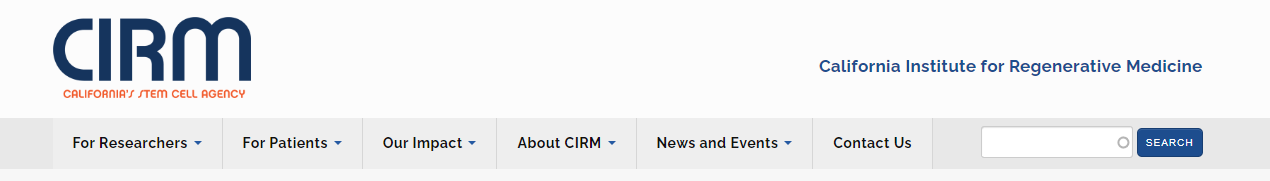 CIRM
CALIFORNIA'S STEM CELL AGENCY
California Institute for Regenerative Medicine
For Researchers For Patients Our Impact About CIRM News and Events Contact Us SEARCH